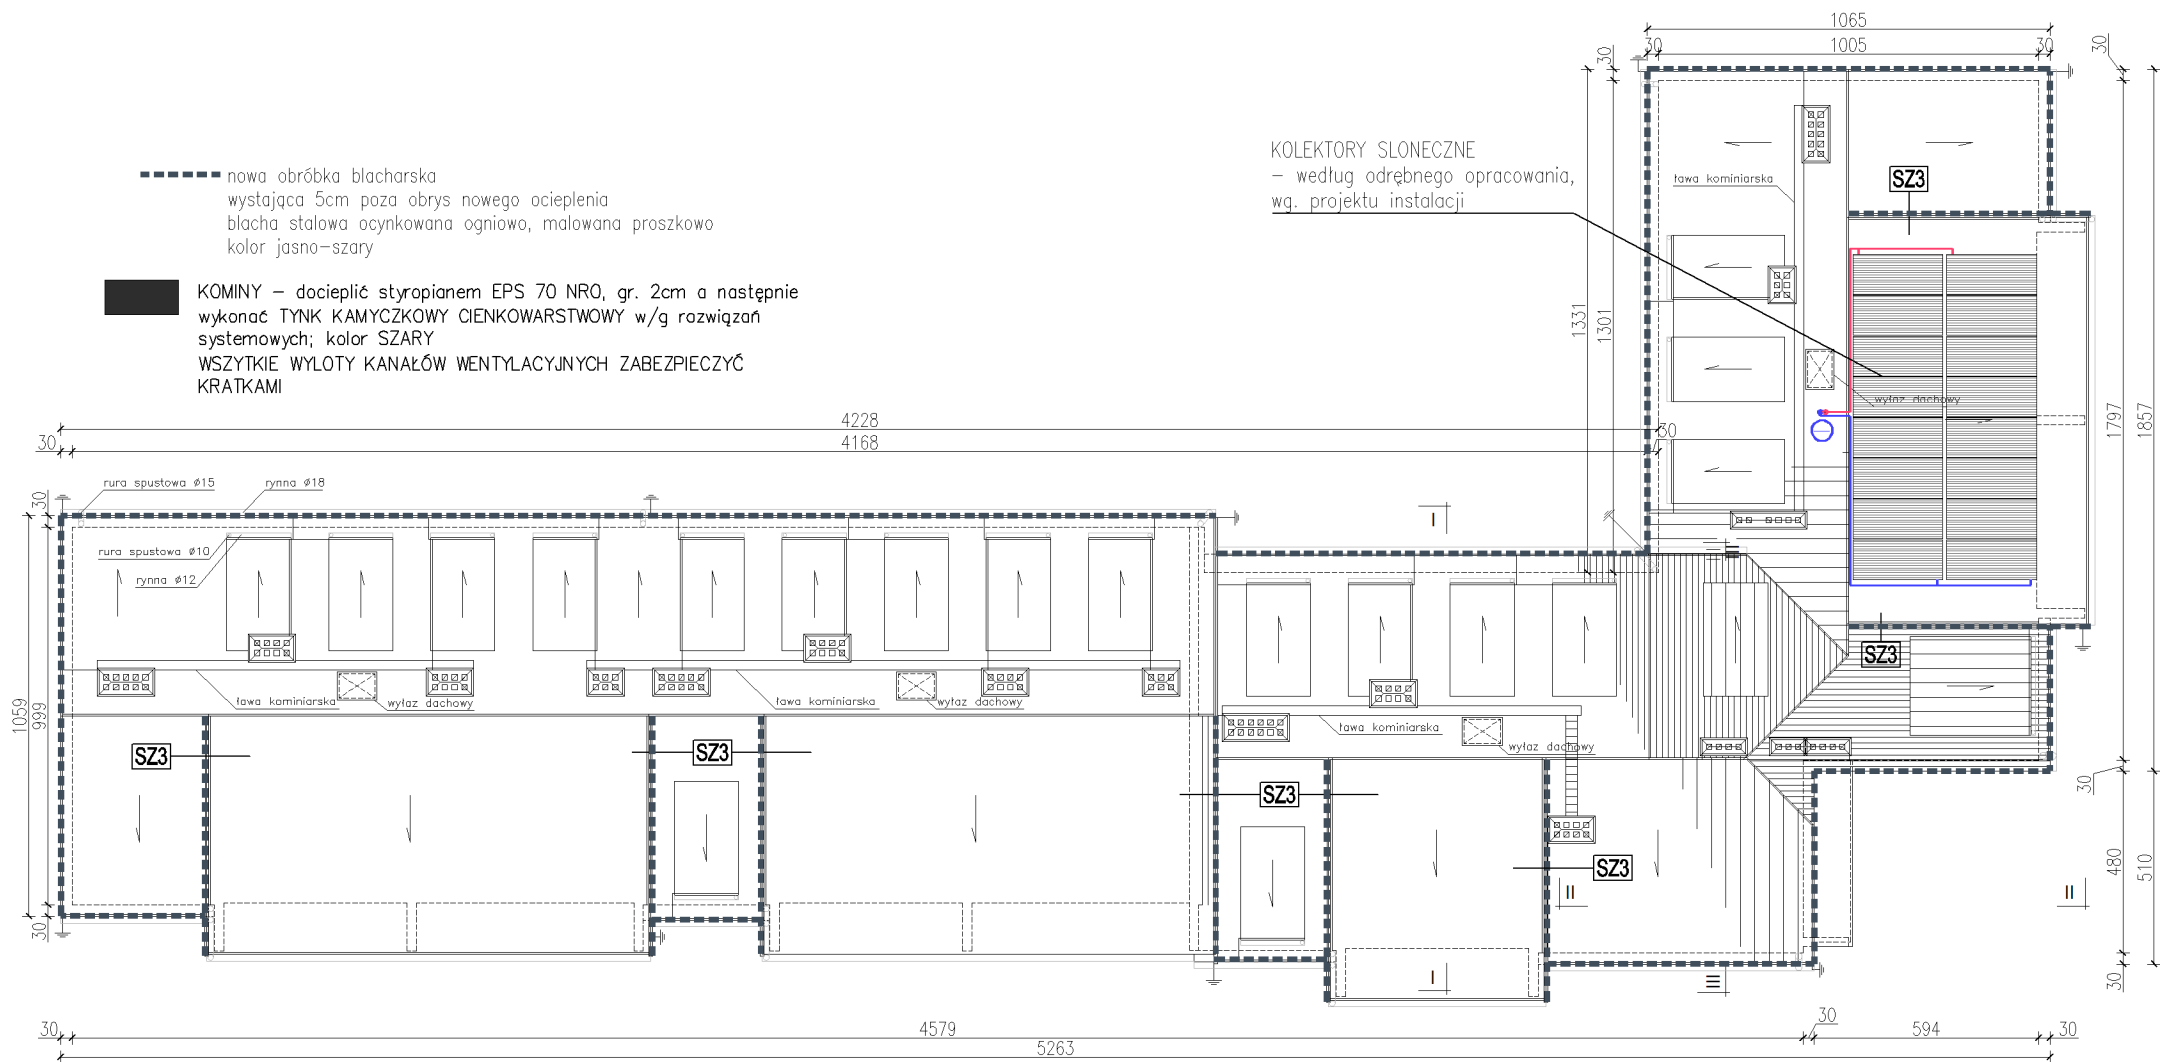 1065
30
1005
30
30
30
nowa obróbka blacharska
wystająca 5cm poza obrys nowego ocieplenia
blacha stalowa ocynkowana ogniowo, malowana proszkowo
kolor jasno-szary
KOMINY - docieplić styropianem EPS 70 NRO, gr. 2cm a następnie
wykonać TYNK KAMYCZKOWY CIENKOWARSTWOWY w/g rozwiązań
systemowych; kolor SZARY
WSZYTKIE WYLOTY KANAŁÓW WENTYLACYJNYCH ZABEZPIECZYĆ
KRATKAMI
KOLEKTORY SLONECZNE
- według odrębnego opracowania,
wg. projektu instalacji
ława kominiarska
SZ3
1331
1301
wyłaz dachowy
1797
1857
4228
30
4168
30
rura spustowa ø15
rynna ø18
30
rura spustowa ø10
rynna ø12
I
III
1059
999
ława kominiarska
wyłaz dachowy
ława kominiarska
wyłaz dachowy
ława kominiarska
wyłaz dachowy
SZ3
SZ3
SZ3
SZ3
SZ3
30
480
510
II
II
30
I
III
30
30
4579
30
594
30
5263